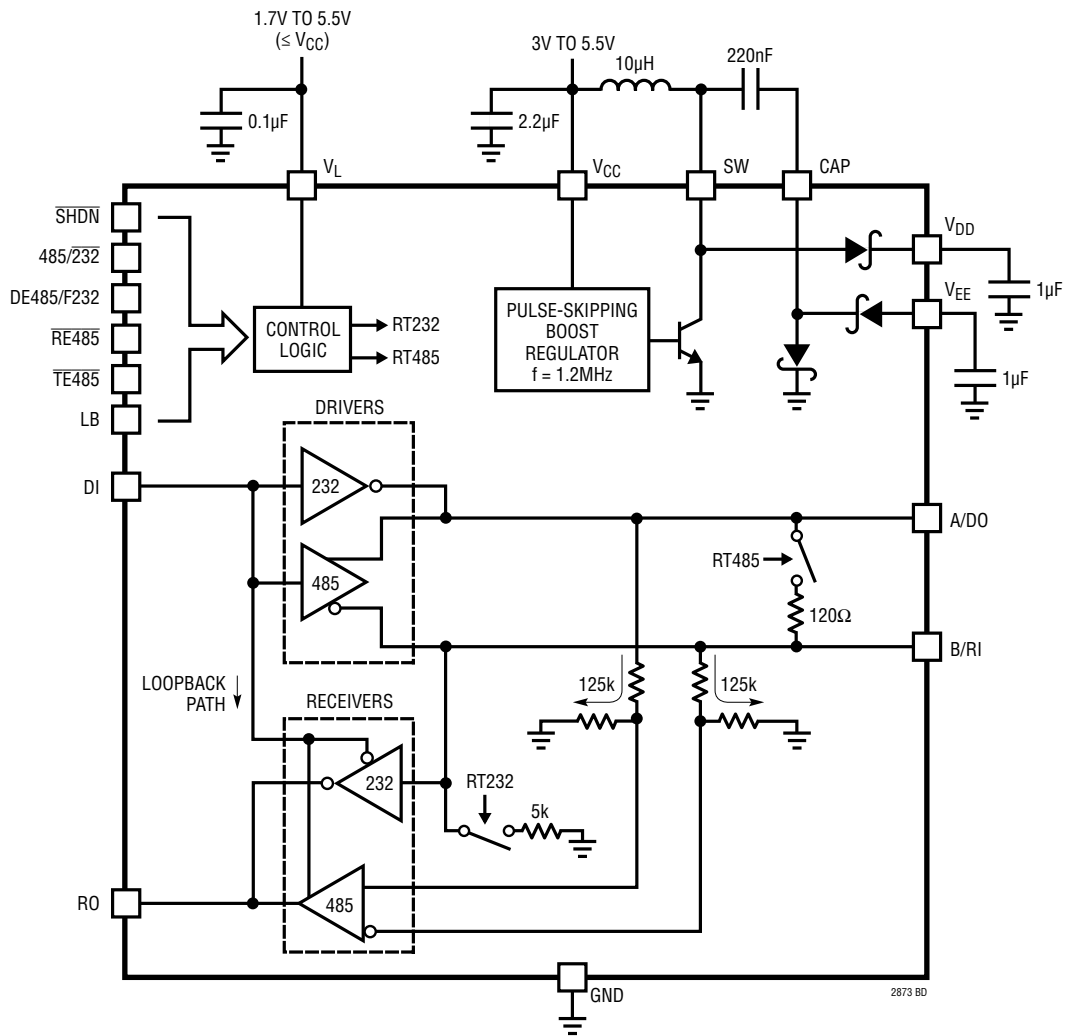 1.7V TO 5.5V
(≤ VCC)
3V TO 5.5V
10µH
220nF
0.1µF
2.2µF
VL
VCC
SW
CAP
SHDN
485/232
DE485/F232
RE485
TE485
LB
CONTROL
LOGIC
RT232
RT485
PULSE-SKIPPING
BOOST
REGULATOR
f = 1.2MHz
VDD
1µF
VEE
1µF
DRIVERS
DI
232
485
A/DO
RT485
120Ω
B/RI
LOOPBACK
PATH
RECEIVERS
125k
125k
232
RT232
5k
RO
485
GND
2873 BD